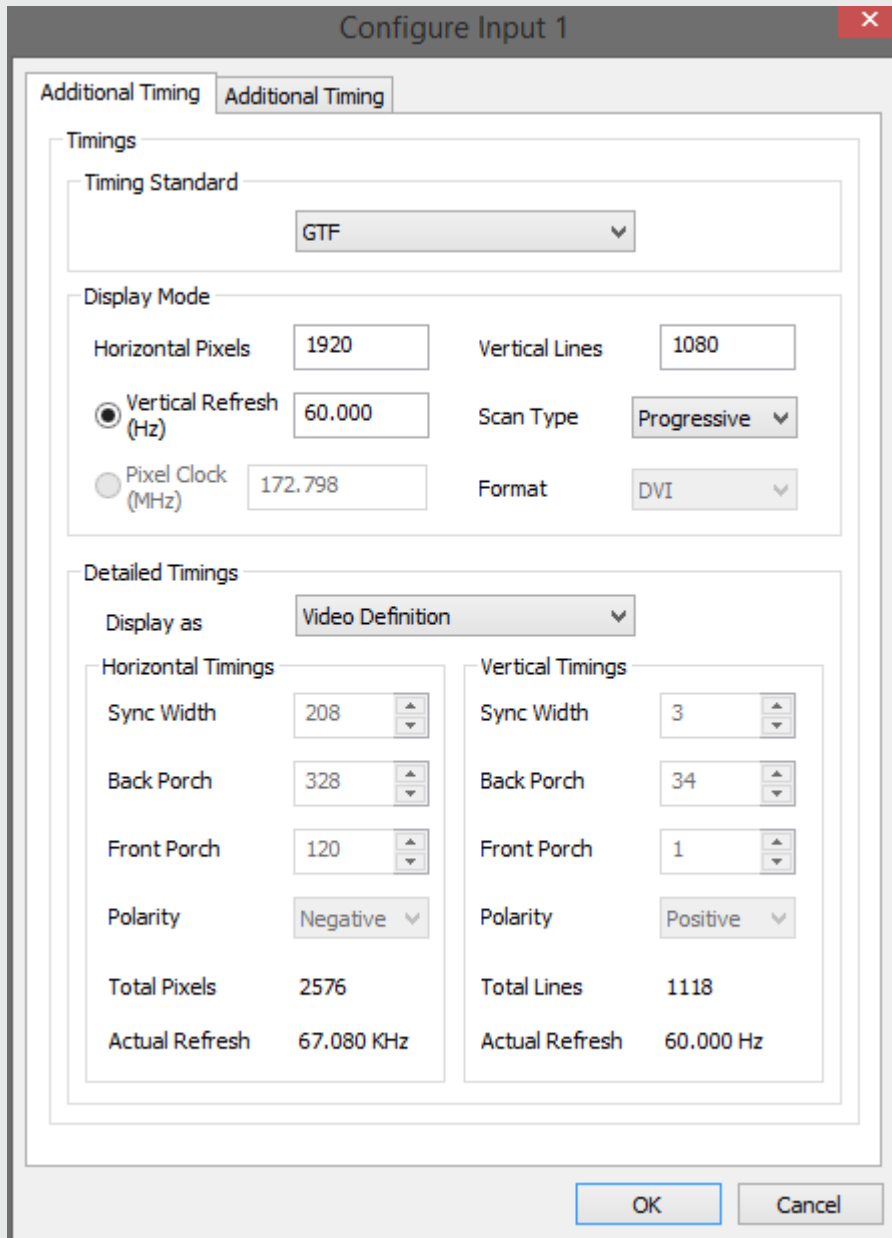 Configure Input 1
Additional Timing
Additional Timing
Timings
Timing Standard
GTF
Display Mode
Horizontal Pixels 1920 Vertical Lines 1080
Vertical Refresh (Hz) 60.000 Scan Type Progressive
Pixel Clock (MHz) 172.798 Format DVI
Detailed Timings
Display as Video Definition
Horizontal Timings Vertical Timings
Sync Width 208 Sync Width 3
Back Porch 328 Back Porch 34
Front Porch 120 Front Porch 1
Polarity Negative Polarity Positive
Total Pixels 2576 Total Lines 1118
Actual Refresh 67.080 KHz Actual Refresh 60.000 Hz
OK Cancel